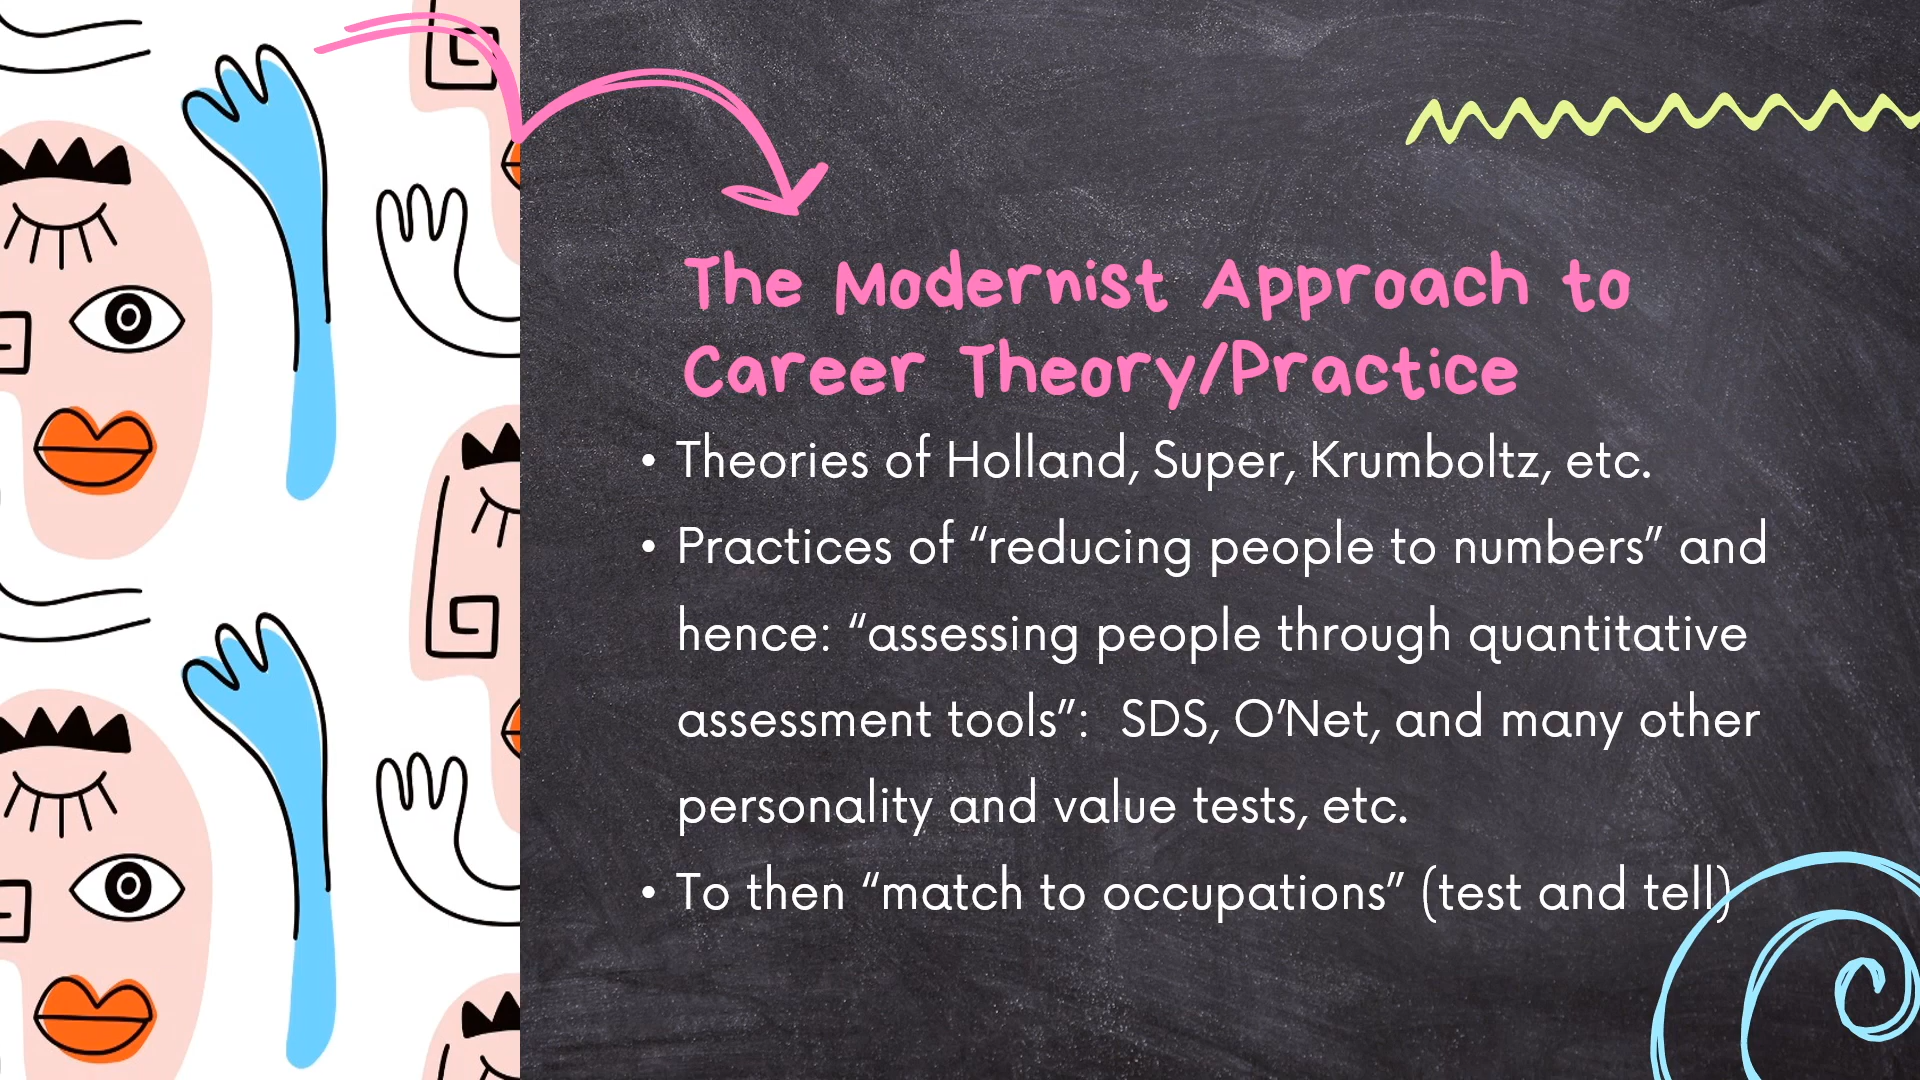 The Modernist Approach to
Career Theory/Practice
• Theories of Holland, Super, Krumboltz, etc.
• Practices of “reducing people to numbers” and
hence: “assessing people through quantitative
assessment tools”:  SDS, O’Net, and many other
personality and value tests, etc.
• To then “match to occupations” (test and tell)